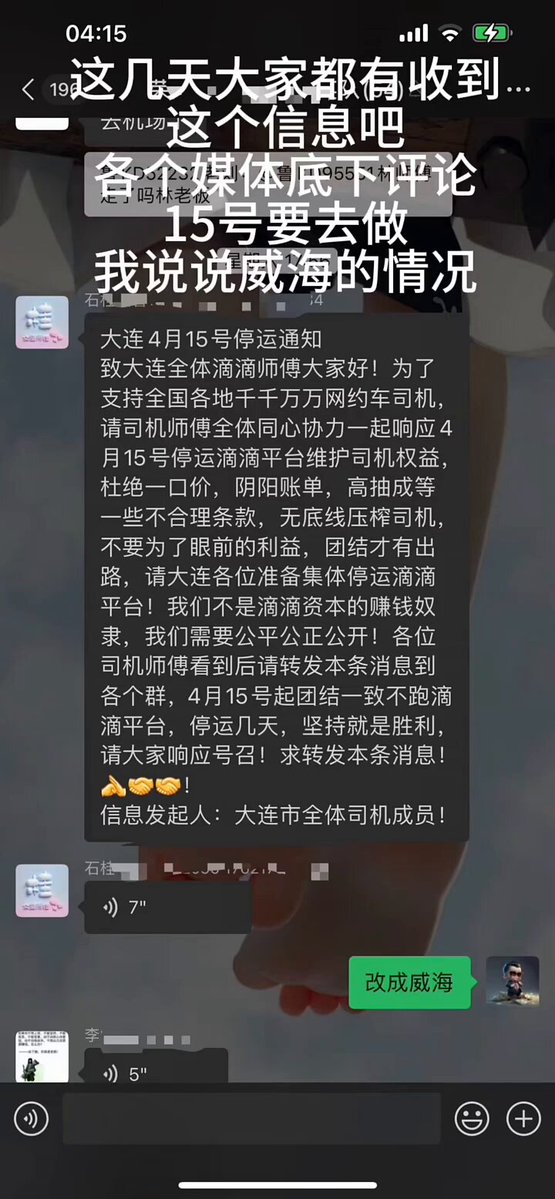 04:15
196
这几天大家都有收到
这个信息吧
各个媒体底下评论
15号要去做
我说说威海的情况
去机场
走了吗林老板
石桂
大连4月15号停运通知
致大连全体滴滴师傅大家好！为了
支持全国各地千千万万网约车司机，
请司机师傅全体同心协力一起响应4
月15号停运滴滴平台维护司机权益，
杜绝一口价，阴阳账单，高抽成等
一些不合理条款，无底线压榨司机，
不要为了眼前的利益，团结才有出
路，请大连各位准备集体停运滴滴
平台！我们不是滴滴资本的赚钱奴
隶，我们需要公平公正公开！各位
司机师傅看到后请转发本条消息到
各个群，4月15号起团结一致不跑滴
滴平台，停运几天，坚持就是胜利，
请大家响应号召！求转发本条消息！
💪🤝🤝！
信息发起人：大连市全体司机成员！
石桂
7"
改成威海
李
5"